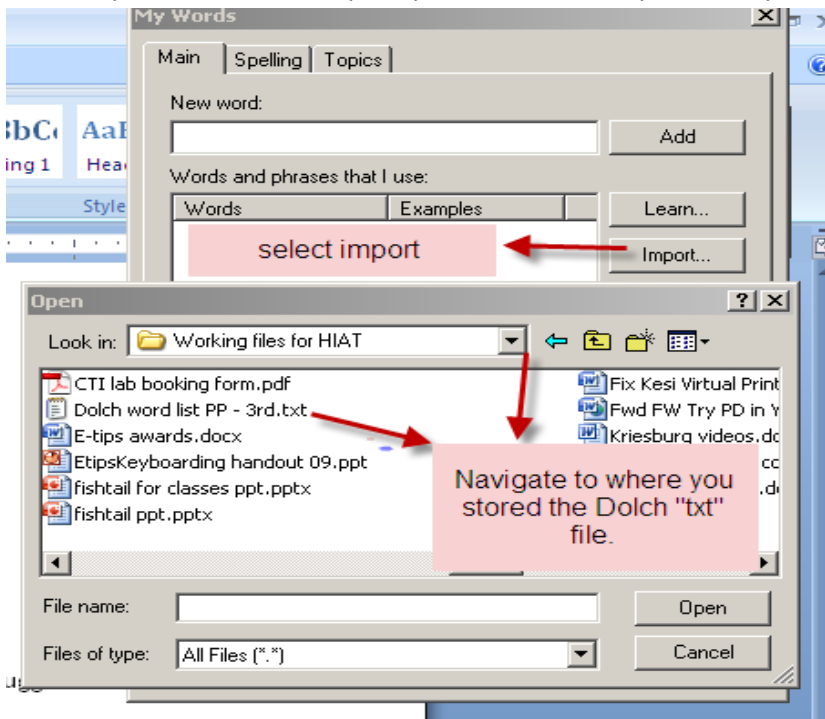 My Words
Main Spelling Topics
New word:
Add
Words and phrases that I use:
Words Examples Learn...
select import Import...
ing 1 Hea
Style
Open
Look in: Working files for HIAT
CTI lab booking form.pdf
Dolch word list PP - 3rd.txt
E-tips awards.docx
EtipsKeyboarding handout 09.ppt
fishtail for classes ppt.pptx
fishtail ppt.pptx
Fix Kesi Virtual Print
Fwd FW Try PD in Y
Kriesburg videos.do
Navigate to where you
stored the Dolch "txt"
file.
File name: Open
Files of type: All Files (*.*) Cancel